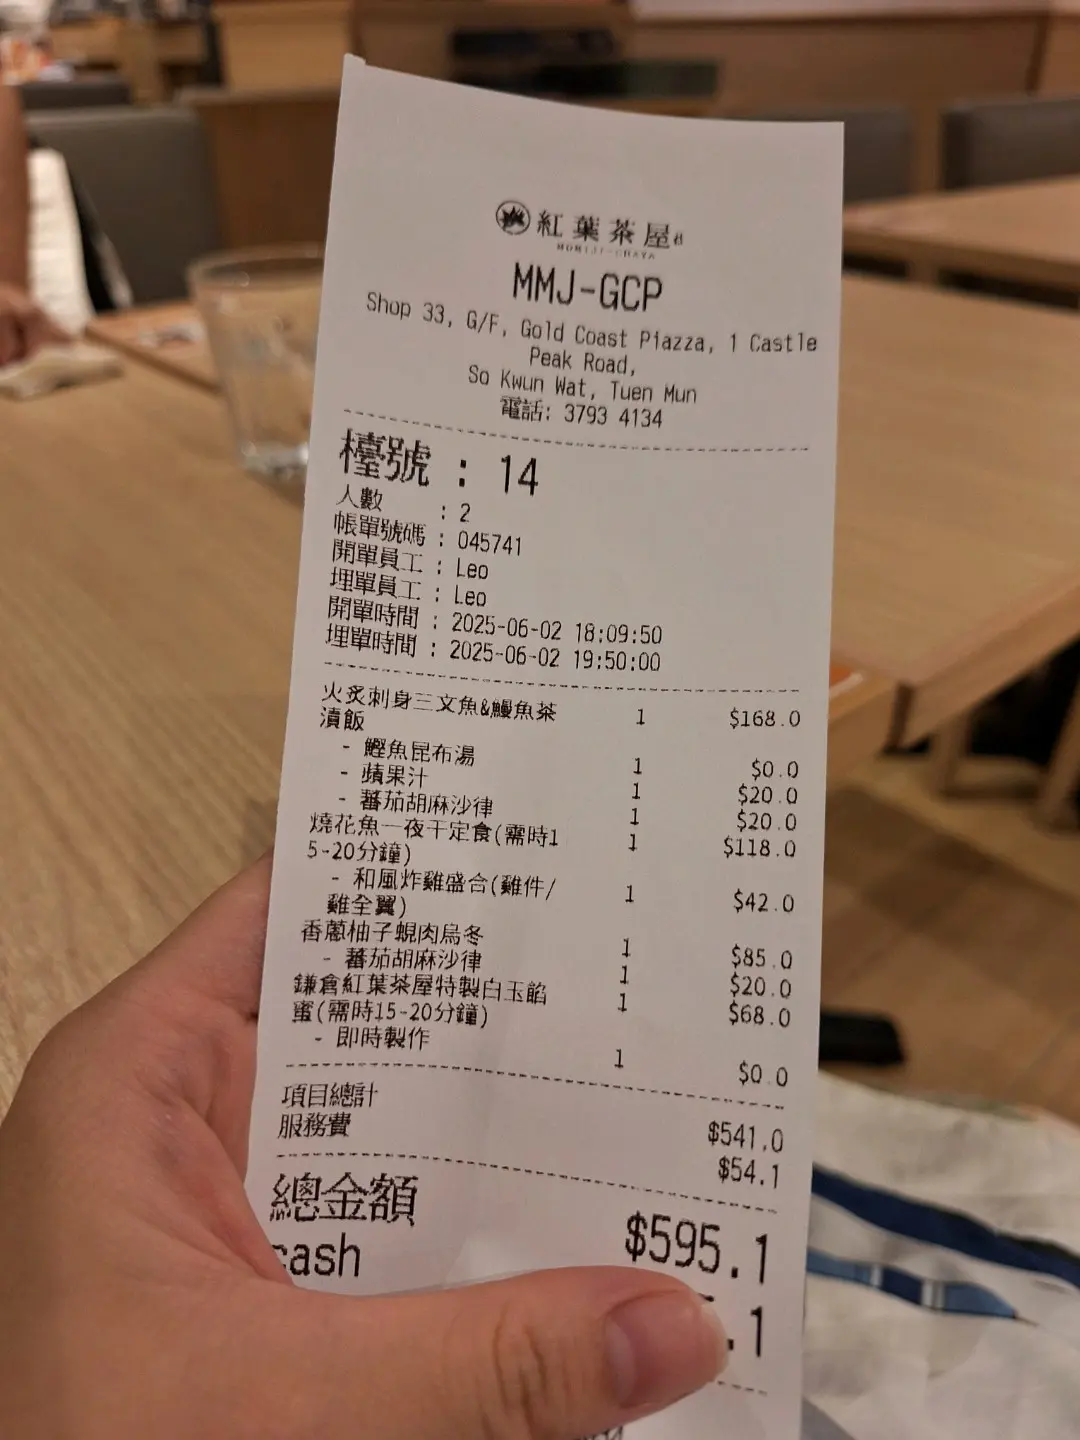 紅葉茶屋
MOMIJI-CHAYA
MMJ-GCP
Shop 33, G/F, Gold Coast Piazza, 1 Castle
Peak Road,
So Kwun Wat, Tuen Mun
電話: 3793 4134
檯號 : 14
人數 : 2
帳單號碼 : 045741
開單員工 : Leo
埋單員工 : Leo
開單時間 : 2025-06-02 18:09:50
埋單時間 : 2025-06-02 19:50:00
火炙刺身三文魚&鰻魚茶 1 $168.0
漬飯
- 鰹魚昆布湯 1 $0.0
- 蘋果汁 1 $20.0
- 蕃茄胡麻沙律 1 $20.0
燒花魚一夜干定食(需時1 1 $118.0
5-20分鐘)
- 和風炸雞盛合(雞件/ 1 $42.0
雞全翼)
香蔥柚子蜆肉烏冬 1 $85.0
- 蕃茄胡麻沙律 1 $20.0
鎌倉紅葉茶屋特製白玉餡 1 $68.0
蜜(需時15-20分鐘)
- 即時製作 1 $0.0
項目總計 $541.0
服務費 $54.1
總金額 $595.1
cash .1